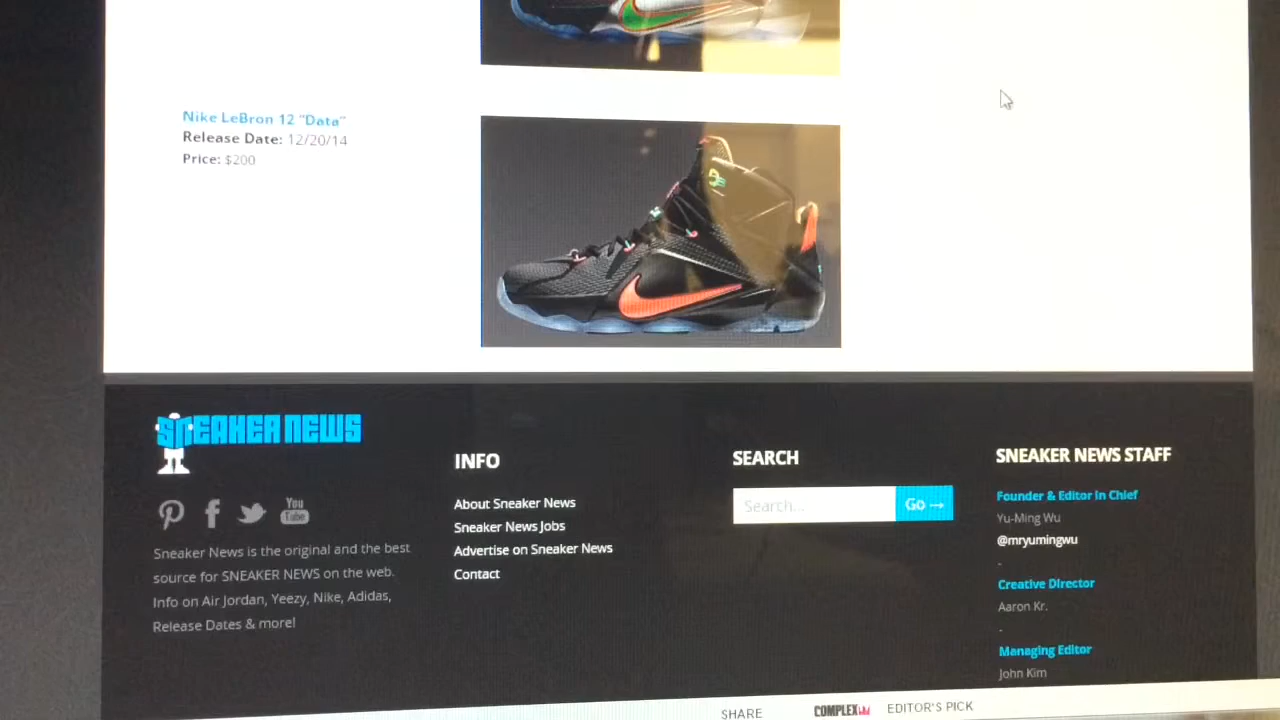 Nike LeBron 12 "Data"
Release Date: 12/20/14
Price: $200
SNEAKER NEWS
You
Tube
Sneaker News is the original and the best
source for SNEAKER NEWS on the web.
Info on Air Jordan, Yeezy, Nike, Adidas,
Release Dates & more!
INFO
About Sneaker News
Sneaker News Jobs
Advertise on Sneaker News
Contact
SEARCH
Search...
Go →
SNEAKER NEWS STAFF
Founder & Editor In Chief
Yu-Ming Wu
@mryumingwu
-
Creative Director
Aaron Kr.
-
Managing Editor
John Kim
SHARE
COMPLEX
EDITOR'S PICK